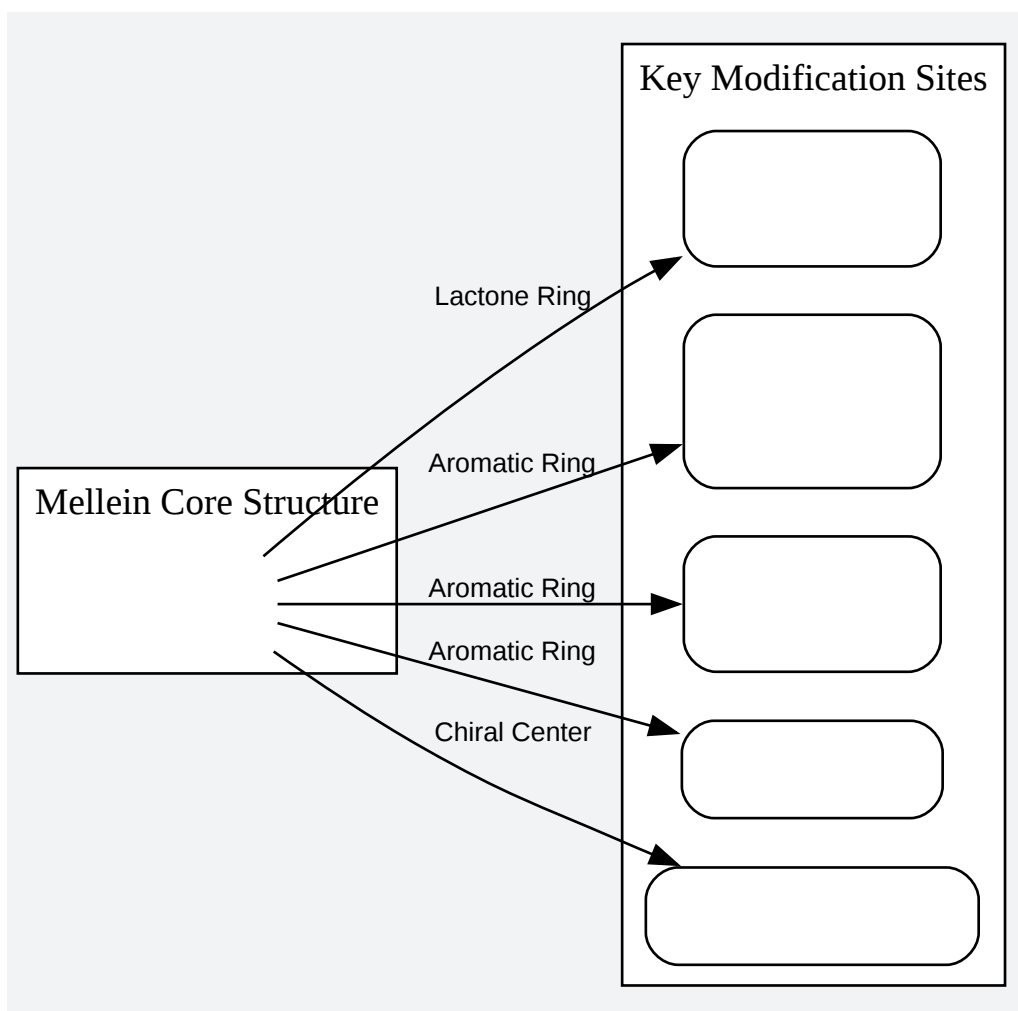 Key Modification Sites
Lactone Ring
Aromatic Ring
Mellein Core Structure
Aromatic Ring
Aromatic Ring
Chiral Center